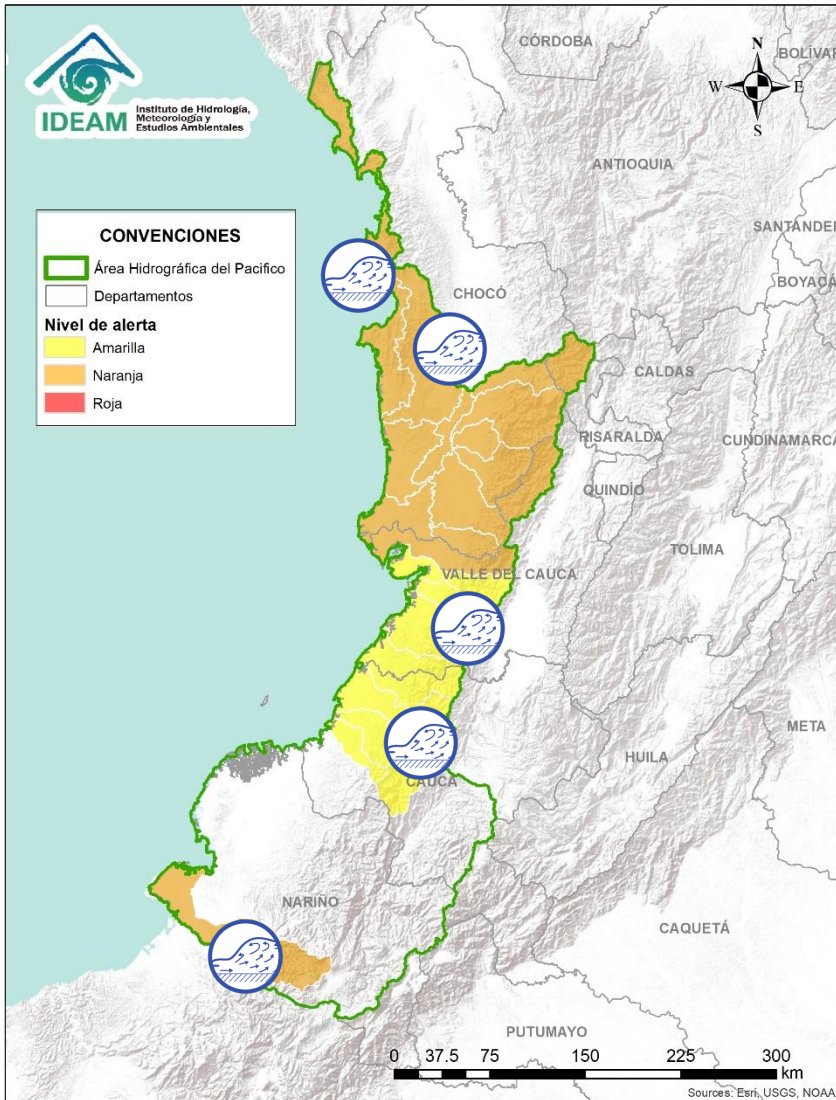 IDEAM
Instituto de Hidrología,
Meteorología y
Estudios Ambientales
CÓRDOBA
BOLÍVAR
N
W
E
S
ANTIOQUIA
SANTANDER
BOYACÁ
CONVENCIONES
Área Hidrográfica del Pacifico
Departamentos
Nivel de alerta
Amarilla
Naranja
Roja
CHOCÓ
CALDAS
RISARALDA
CUNDINAMARCA
QUINDÍO
TOLIMA
VALLE DEL CAUCA
META
HUILA
CAUCA
NARIÑO
CAQUETÁ
PUTUMAYO
0 37.5 75 150 225 300
km
Sources: Esri, USGS, NOAA